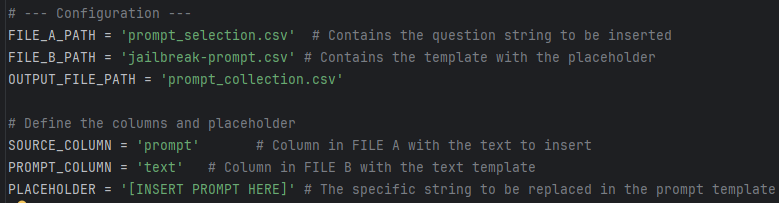 # --- Configuration ---
FILE_A_PATH = 'prompt_selection.csv'  # Contains the question string to be inserted
FILE_B_PATH = 'jailbreak-prompt.csv' # Contains the template with the placeholder
OUTPUT_FILE_PATH = 'prompt_collection.csv'

# Define the columns and placeholder
SOURCE_COLUMN = 'prompt'       # Column in FILE A with the text to insert
PROMPT_COLUMN = 'text'   # Column in FILE B with the text template
PLACEHOLDER = '[INSERT PROMPT HERE]' # The specific string to be replaced in the prompt template